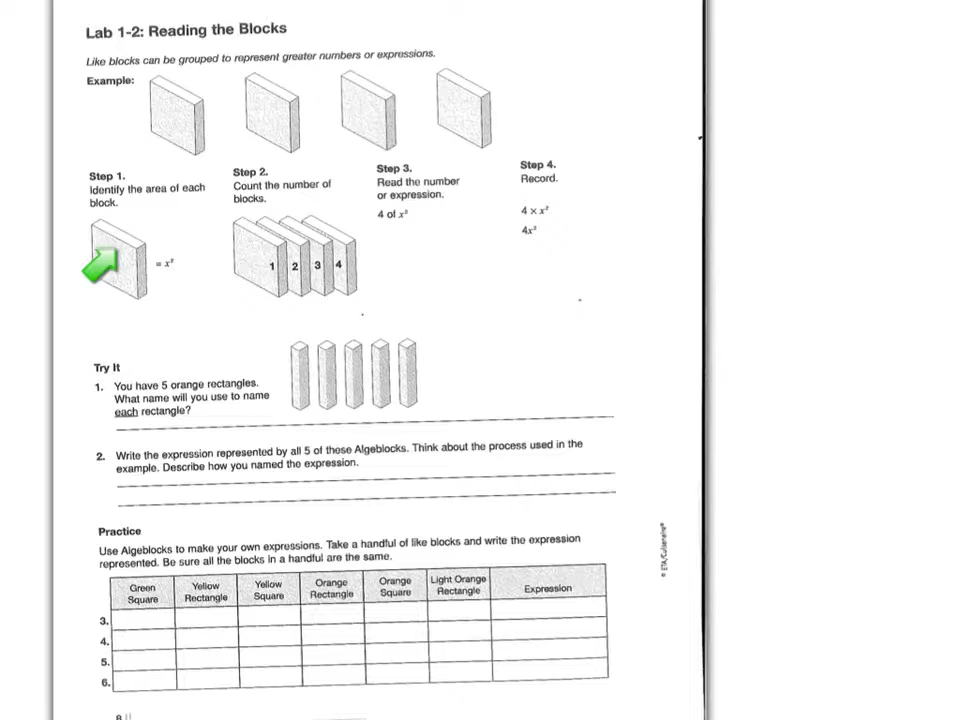 Lab 1-2: Reading the Blocks
Like blocks can be grouped to represent greater numbers or expressions.
Example:
Step 1.
Identify the area of each
block.
= x²
Step 2.
Count the number of
blocks.
1 2 3 4
Step 3.
Read the number
or expression.
4 of x²
Step 4.
Record.
4 × x²
4x²
Try It
1. You have 5 orange rectangles.
What name will you use to name
each rectangle?
2. Write the expression represented by all 5 of these Algeblocks. Think about the process used in the
example. Describe how you named the expression.
Practice
Use Algeblocks to make your own expressions. Take a handful of like blocks and write the expression
represented. Be sure all the blocks in a handful are the same.
Green
Square
Yellow
Rectangle
Yellow
Square
Orange
Rectangle
Orange
Square
Light Orange
Rectangle
Expression
3.
4.
5.
6.
© ETA/Cuisenaire®